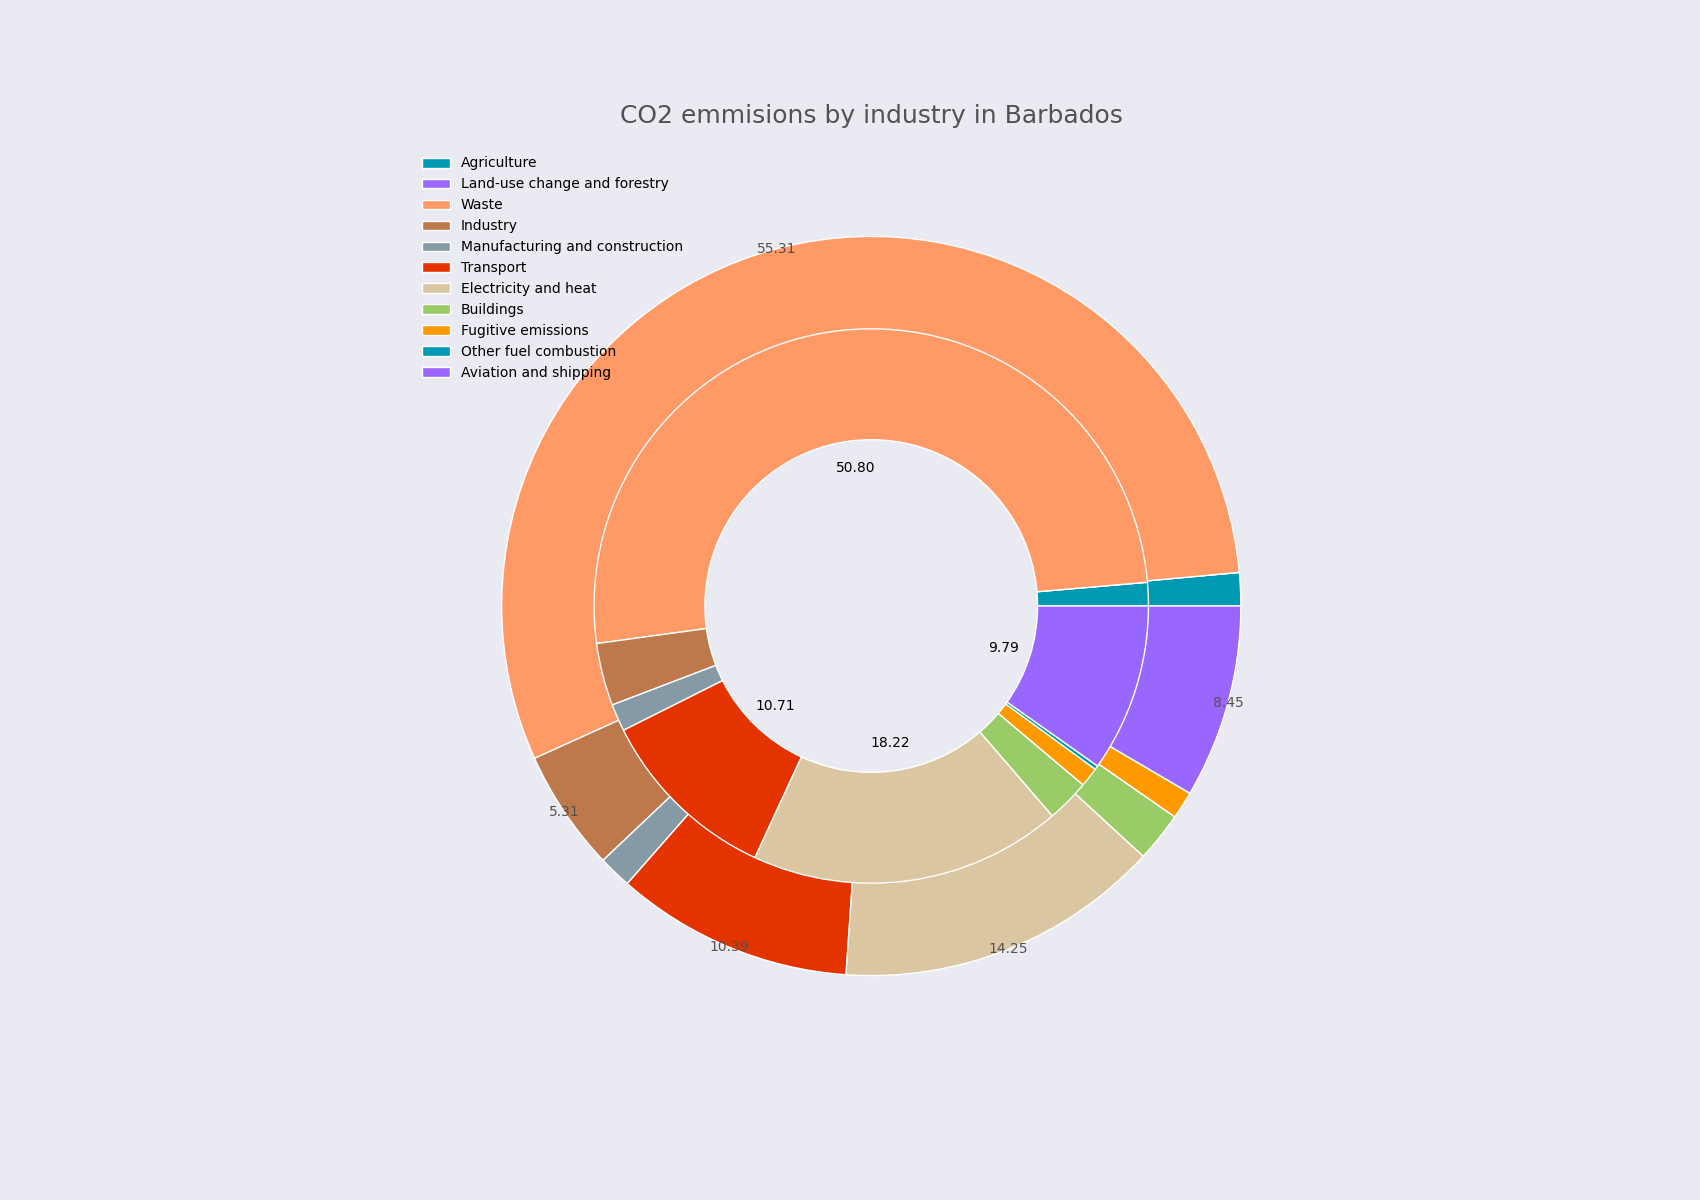 CO2 emmisions by industry in Barbados
Agriculture
Land-use change and forestry
Waste
Industry
Manufacturing and construction
Transport
Electricity and heat
Buildings
Fugitive emissions
Other fuel combustion
Aviation and shipping
55.31
50.80
9.79
8.45
10.71
18.22
5.31
10.39
14.25